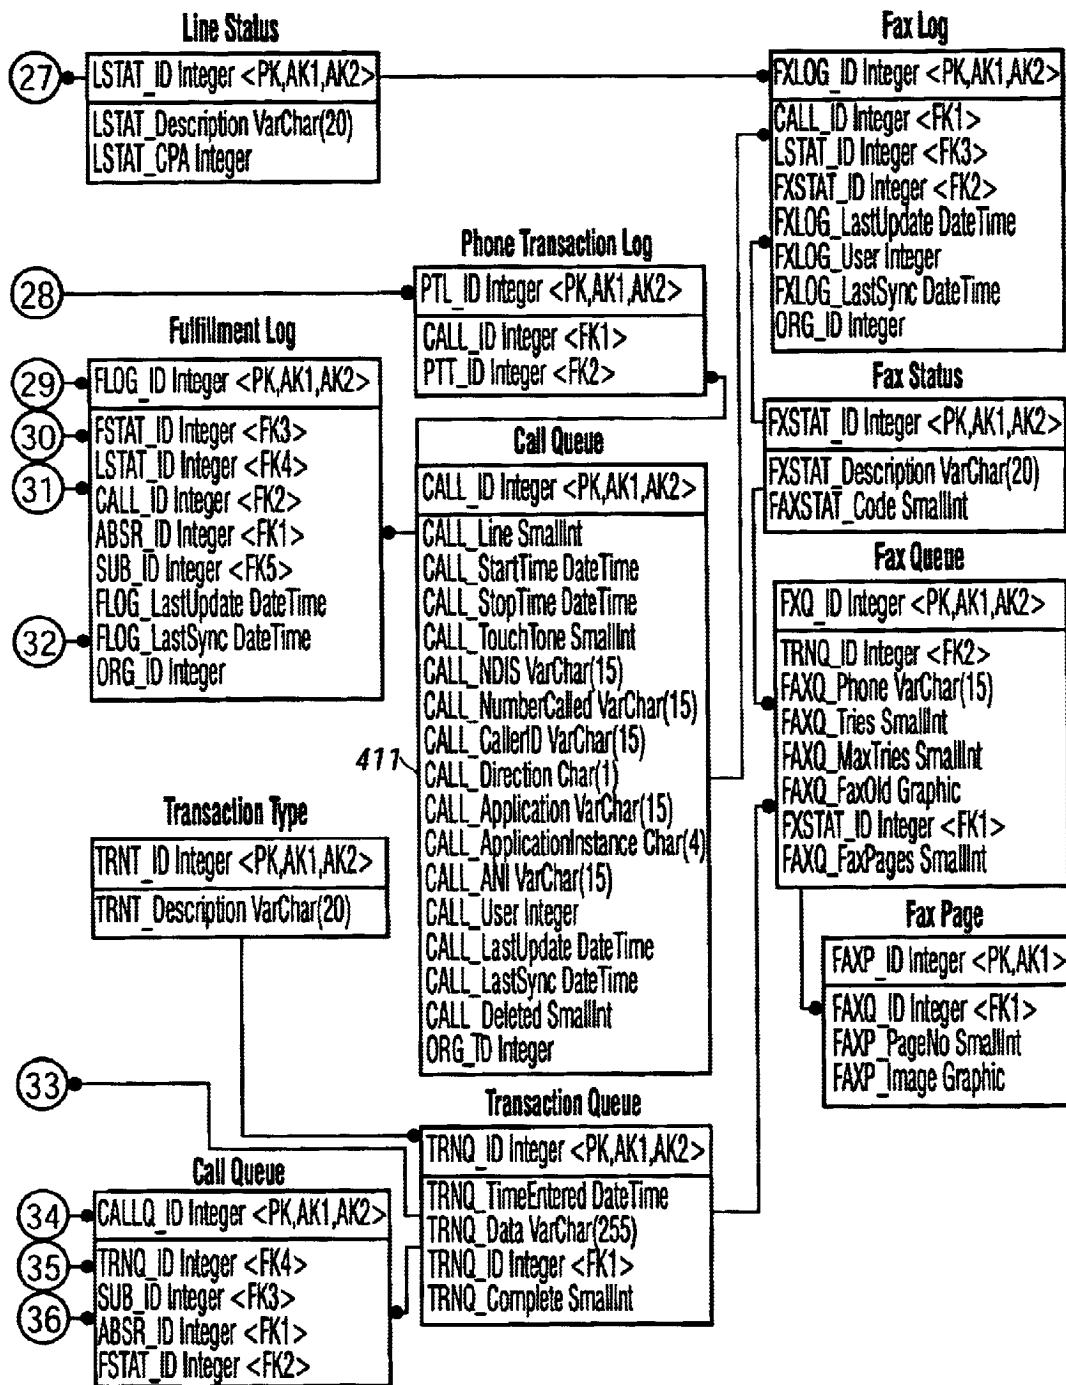 Line Status
27
LSTAT_ID Integer <PK,AK1,AK2>
LSTAT_Description VarChar(20)
LSTAT_CPA Integer
Fax Log
FXLOG_ID Integer <PK,AK1,AK2>
CALL_ID Integer <FK1>
LSTAT_ID Integer <FK3>
FXSTAT_ID Integer <FK2>
FXLOG_LastUpdate DateTime
FXLOG_User Integer
FXLOG_LastSync DateTime
ORG_ID Integer
Phone Transaction Log
28
PTL_ID Integer <PK,AK1,AK2>
CALL_ID Integer <FK1>
PTT_ID Integer <FK2>
Fulfillment Log
29
FLOG_ID Integer <PK,AK1,AK2>
30
FSTAT_ID Integer <FK3>
LSTAT_ID Integer <FK4>
31
CALL_ID Integer <FK2>
ABSR_ID Integer <FK1>
SUB_ID Integer <FK5>
FLOG_LastUpdate DateTime
32
FLOG_LastSync DateTime
ORG_ID Integer
Fax Status
FXSTAT_ID Integer <PK,AK1,AK2>
FXSTAT_Description VarChar(20)
FAXSTAT_Code SmallInt
Call Queue
CALL_ID Integer <PK,AK1,AK2>
CALL_Line SmallInt
CALL_StartTime DateTime
CALL_StopTime DateTime
CALL_TouchTone SmallInt
CALL_NDIS VarChar(15)
CALL_NumberCalled VarChar(15)
CALL_CallerID VarChar(15)
411
CALL_Direction Char(1)
CALL_Application VarChar(15)
CALL_ApplicationInstance Char(4)
CALL_ANI VarChar(15)
CALL_User Integer
CALL_LastUpdate DateTime
CALL_LastSync DateTime
CALL_Deleted SmallInt
ORG_ID Integer
Fax Queue
FXQ_ID Integer <PK,AK1,AK2>
TRNQ_ID Integer <FK2>
FAXQ_Phone VarChar(15)
FAXQ_Tries SmallInt
FAXQ_MaxTries SmallInt
FAXQ_FaxOld Graphic
FXSTAT_ID Integer <FK1>
FAXQ_FaxPages SmallInt
Transaction Type
TRNT_ID Integer <PK,AK1,AK2>
TRNT_Description VarChar(20)
Fax Page
FAXP_ID Integer <PK,AK1>
FAXQ_ID Integer <FK1>
FAXP_PageNo SmallInt
FAXP_Image Graphic
33
Transaction Queue
TRNQ_ID Integer <PK,AK1,AK2>
TRNQ_TimeEntered DateTime
TRNQ_Data VarChar(255)
TRNQ_ID Integer <FK1>
TRNQ_Complete SmallInt
Call Queue
34
CALLQ_ID Integer <PK,AK1,AK2>
35
TRNQ_ID Integer <FK4>
SUB_ID Integer <FK3>
36
ABSR_ID Integer <FK1>
FSTAT_ID Integer <FK2>